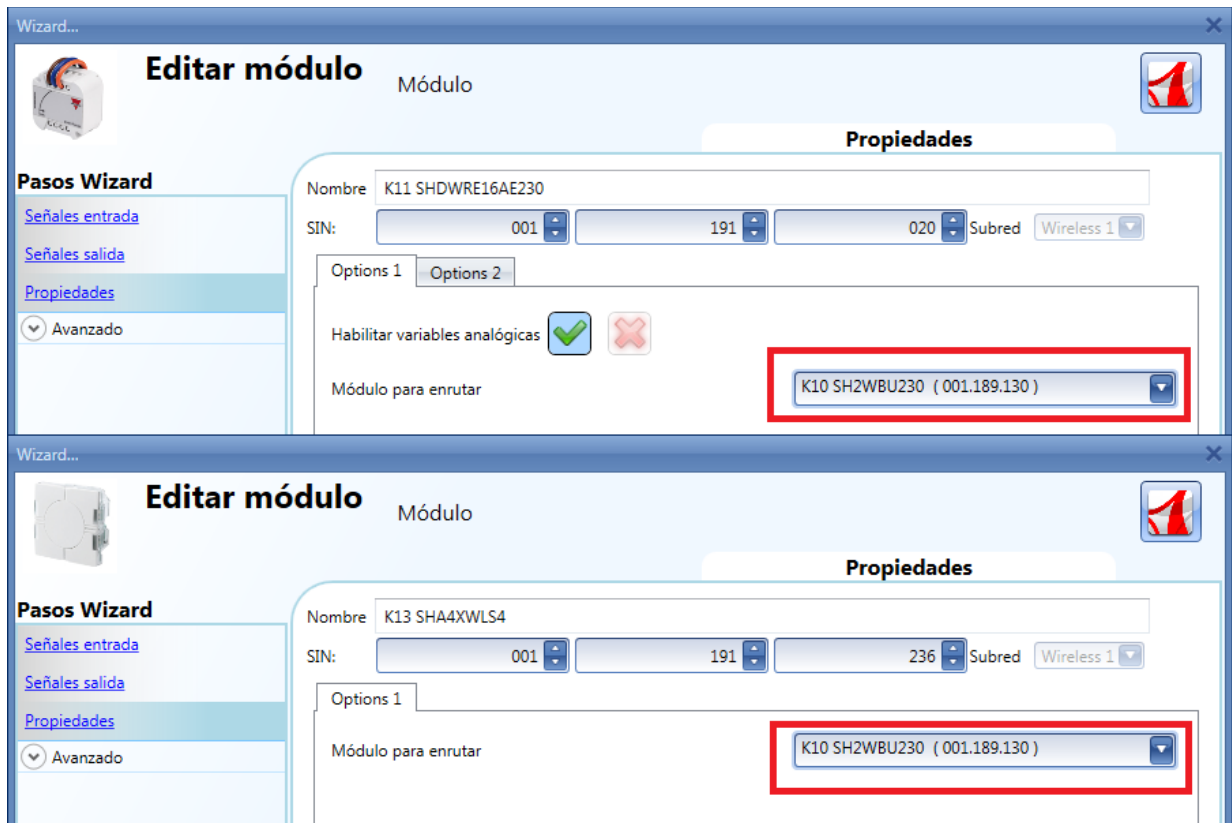 Wizard...
Editar módulo
Módulo
Propiedades
Pasos Wizard
Señales entrada
Señales salida
Propiedades
Avanzado
Nombre K11 SHDWRE16AE230
SIN: 001 191 020 Subred Wireless 1
Options 1 Options 2
Habilitar variables analógicas
Módulo para enrutar K10 SH2WBU230 ( 001.189.130 )
Wizard...
Editar módulo
Módulo
Propiedades
Pasos Wizard
Señales entrada
Señales salida
Propiedades
Avanzado
Nombre K13 SHA4XWLS4
SIN: 001 191 236 Subred Wireless 1
Options 1
Módulo para enrutar K10 SH2WBU230 ( 001.189.130 )